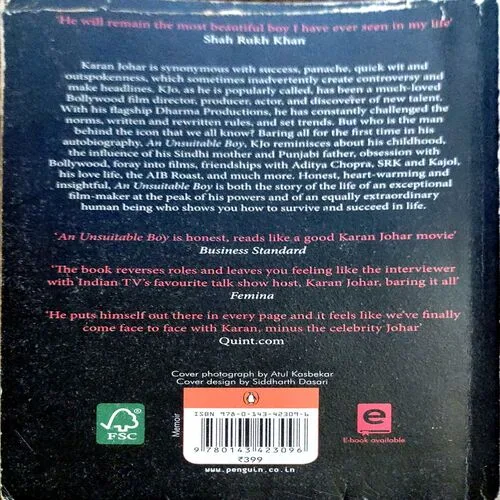 'He will remain the most beautiful boy I have ever seen in my life'
Shah Rukh Khan
Karan Johar is synonymous with success, panache, quick wit and
outspokenness, which sometimes inadvertently create controversy and
make headlines. KJo, as he is popularly called, has been a much-loved
Bollywood film director, producer, actor, and discoverer of new talent.
With his flagship Dharma Productions, he has constantly challenged the
norms, written and rewritten rules, and set trends. But who is the man
behind the icon that we all know? Baring all for the first time in his
autobiography, An Unsuitable Boy, KJo reminisces about his childhood,
the influence of his Sindhi mother and Punjabi father, obsession with
Bollywood, foray into films, friendships with Aditya Chopra, SRK and Kajol,
his love life, the AIB Roast, and much more. Honest, heart-warming and
insightful, An Unsuitable Boy is both the story of the life of an exceptional
film-maker at the peak of his powers and of an equally extraordinary
human being who shows you how to survive and succeed in life.
'An Unsuitable Boy is honest, reads like a good Karan Johar movie'
Business Standard
'The book reverses roles and leaves you feeling like the interviewer
with Indian TV's favourite talk show host, Karan Johar, baring it all'
Femina
'He puts himself out there in every page and it feels like we've finally
come face to face with Karan, minus the celebrity Johar'
Quint.com
Cover photograph by Atul Kasbekar
Cover design by Siddharth Dasari
FSC
Memoir
ISBN 978-0-143-42309-6
9 780143 423096
₹399
www.penguin.co.in
e
E-book available